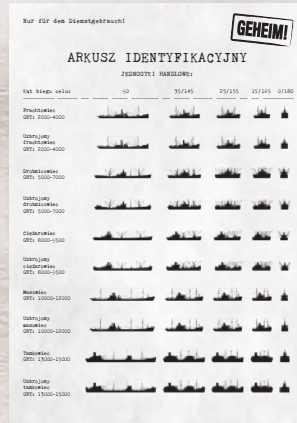 Nur für dem Dienstgebrauch!
GEHEIM!
ARKUSZ IDENTYFIKACYJNY
JEDNOSTKI HANDLOWE:
Kąt biegu celu: 90 35/145 25/155 15/165 0/180
Frachtowiec
GRT: 2000-4000
Uzbrojony
frachtowiec
GRT: 2000-4000
Drobnicowiec
GRT: 5000-7000
Uzbrojony
drobnicowiec
GRT: 5000-7000
Ciężarowiec
GRT: 8000-9500
Uzbrojony
ciężarowiec
GRT: 8000-9500
Masowiec
GRT: 10000-12000
Uzbrojony
masowiec
GRT: 10000-12000
Tankowiec
GRT: 13000-15000
Uzbrojony
tankowiec
GRT: 13000-15000